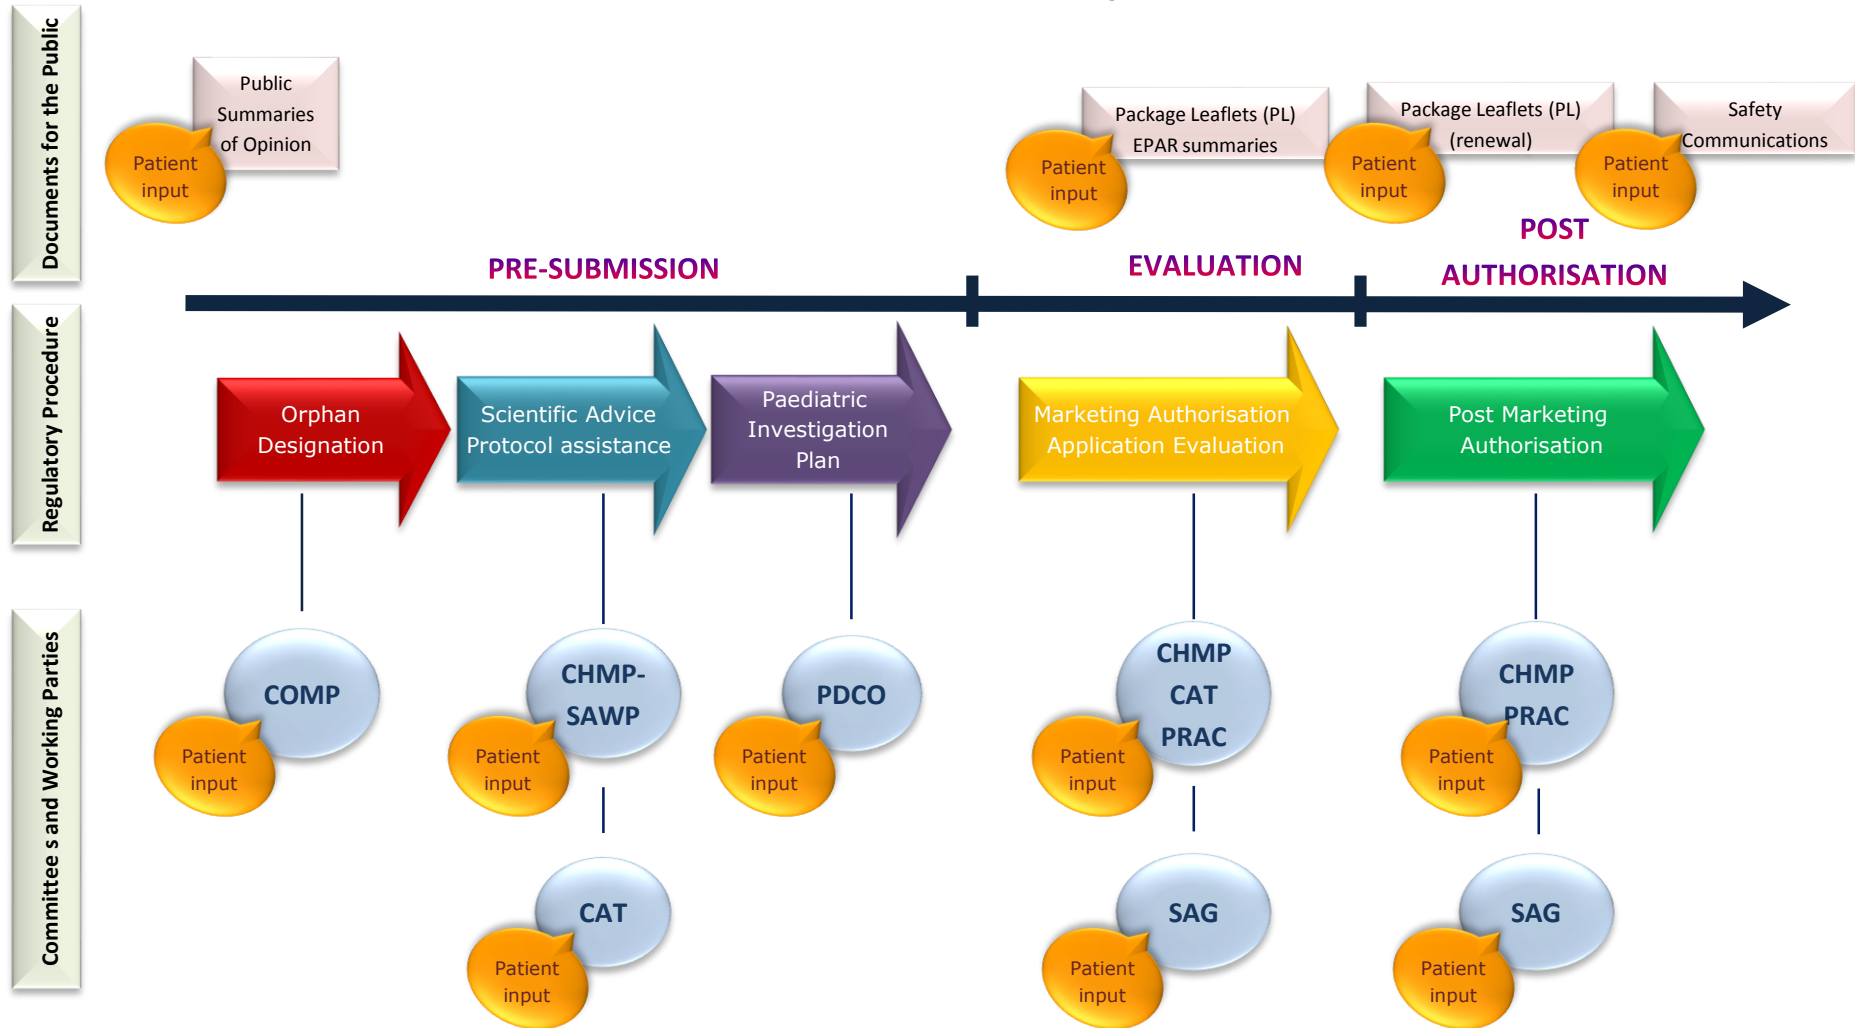 Documents for the Public
Public
Summaries
of Opinion
Patient
input
Package Leaflets (PL)
EPAR summaries
Patient
input
Package Leaflets (PL)
(renewal)
Patient
input
Safety
Communications
Patient
input
PRE-SUBMISSION
EVALUATION
POST
AUTHORISATION
Regulatory Procedure
Orphan
Designation
Scientific Advice
Protocol assistance
Paediatric
Investigation
Plan
Marketing Authorisation
Application Evaluation
Post Marketing
Authorisation
Committee s and Working Parties
COMP
Patient
input
CHMP-
SAWP
Patient
input
PDCO
Patient
input
CHMP
CAT
PRAC
Patient
input
CHMP
PRAC
Patient
input
CAT
Patient
input
SAG
Patient
input
SAG
Patient
input